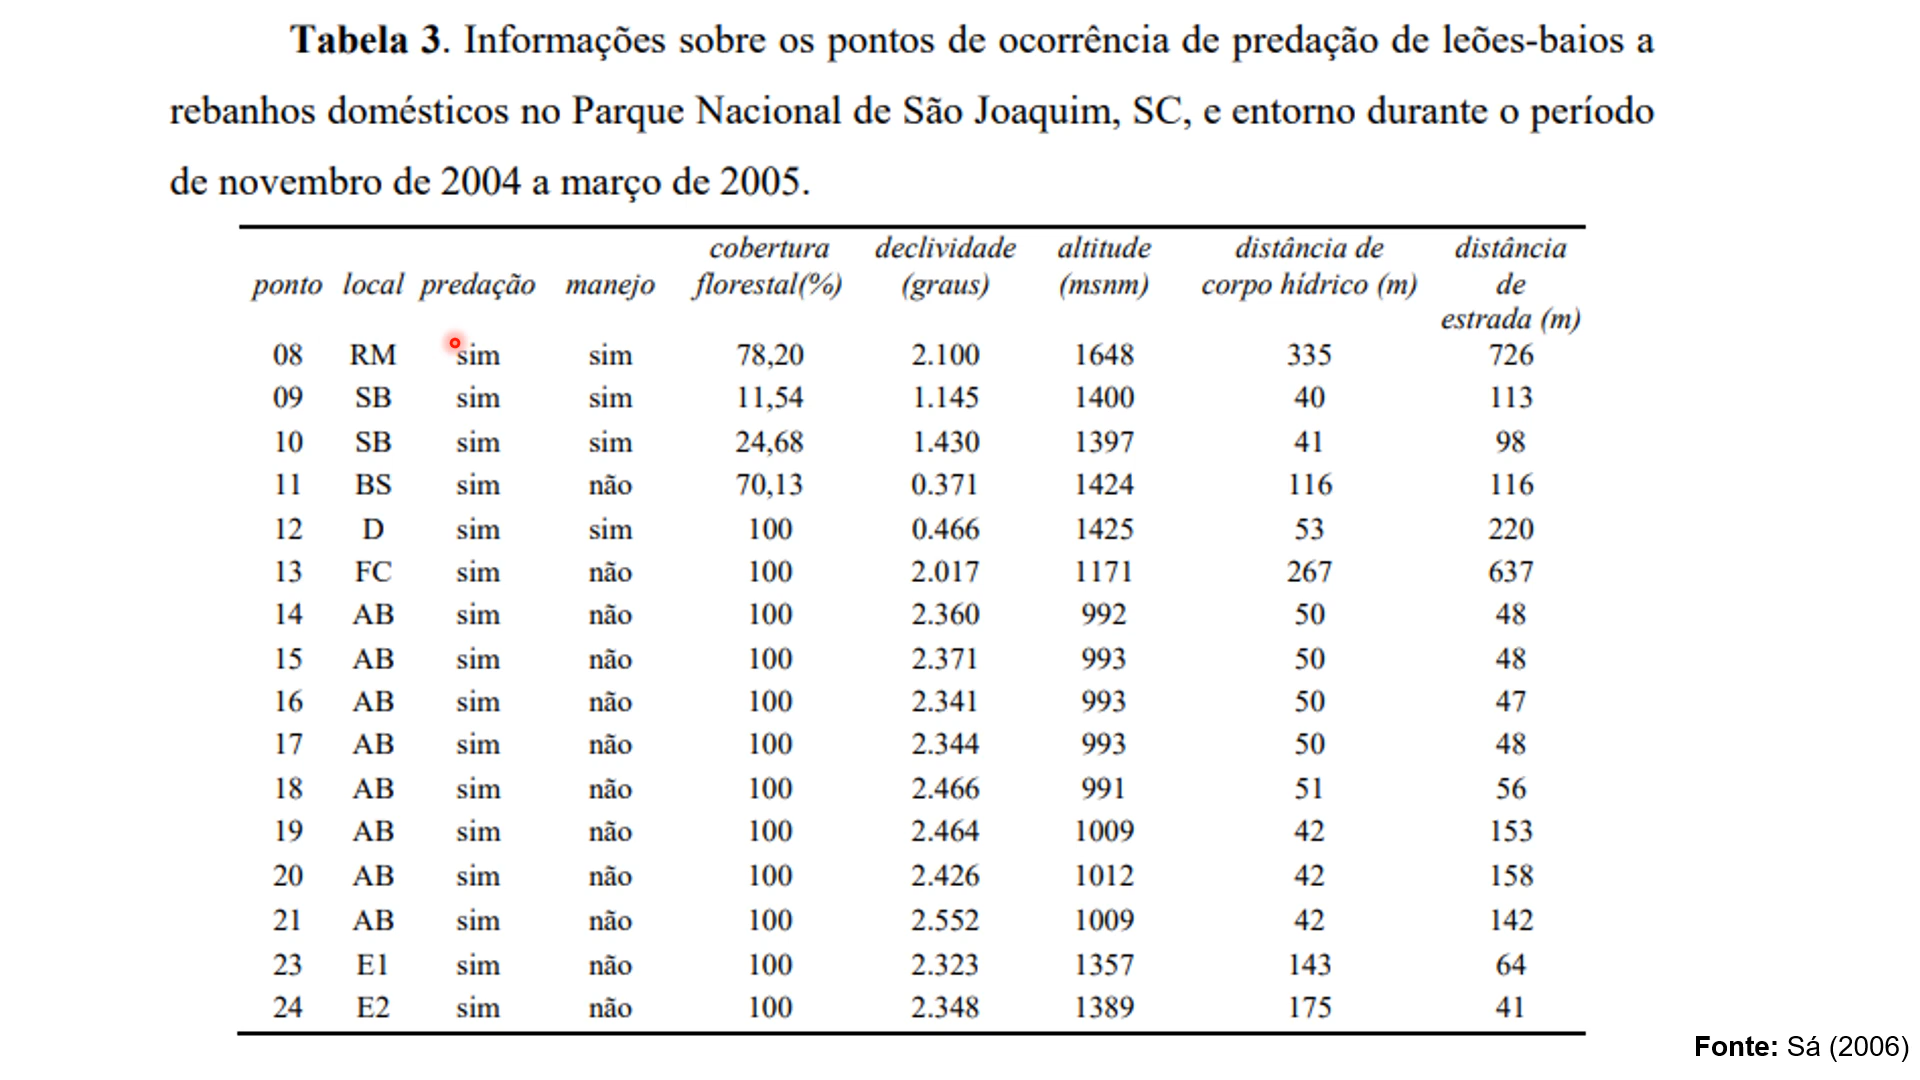 Tabela 3. Informações sobre os pontos de ocorrência de predação de leões-baios a
rebanhos domésticos no Parque Nacional de São Joaquim, SC, e entorno durante o período
de novembro de 2004 a março de 2005.
ponto local predação manejo cobertura florestal(%) declividade (graus) altitude (msnm) distância de corpo hídrico (m) distância de estrada (m)
08 RM sim sim 78,20 2.100 1648 335 726
09 SB sim sim 11,54 1.145 1400 40 113
10 SB sim sim 24,68 1.430 1397 41 98
11 BS sim não 70,13 0.371 1424 116 116
12 D sim sim 100 0.466 1425 53 220
13 FC sim não 100 2.017 1171 267 637
14 AB sim não 100 2.360 992 50 48
15 AB sim não 100 2.371 993 50 48
16 AB sim não 100 2.341 993 50 47
17 AB sim não 100 2.344 993 50 48
18 AB sim não 100 2.466 991 51 56
19 AB sim não 100 2.464 1009 42 153
20 AB sim não 100 2.426 1012 42 158
21 AB sim não 100 2.552 1009 42 142
23 E1 sim não 100 2.323 1357 143 64
24 E2 sim não 100 2.348 1389 175 41
Fonte: Sá (2006)